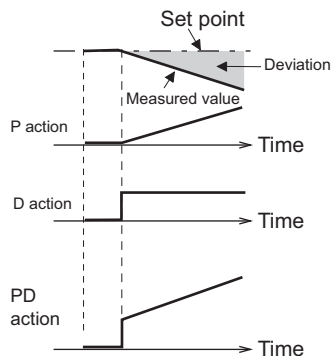 Set point
Deviation
Measured value
P action
Time
D action
Time
PD
action
Time